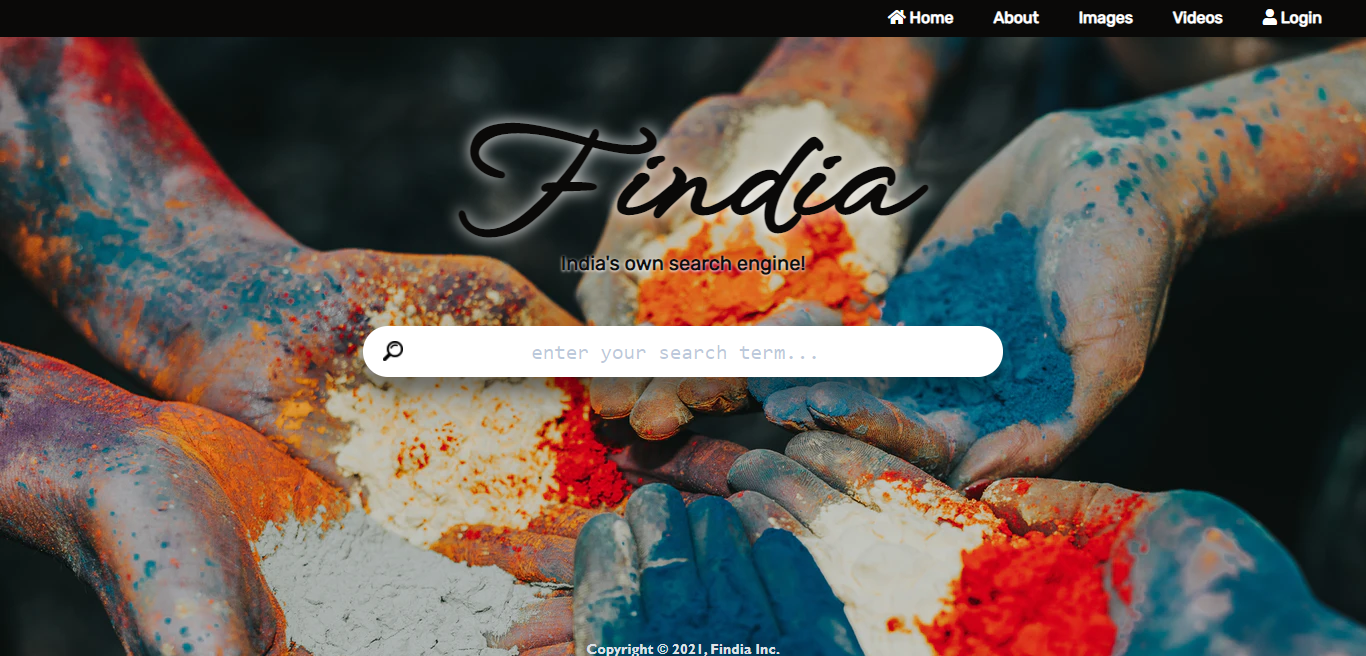 Home About Images Videos Login
Findia
India's own search engine!
enter your search term...
Copyright © 2021, Findia Inc.